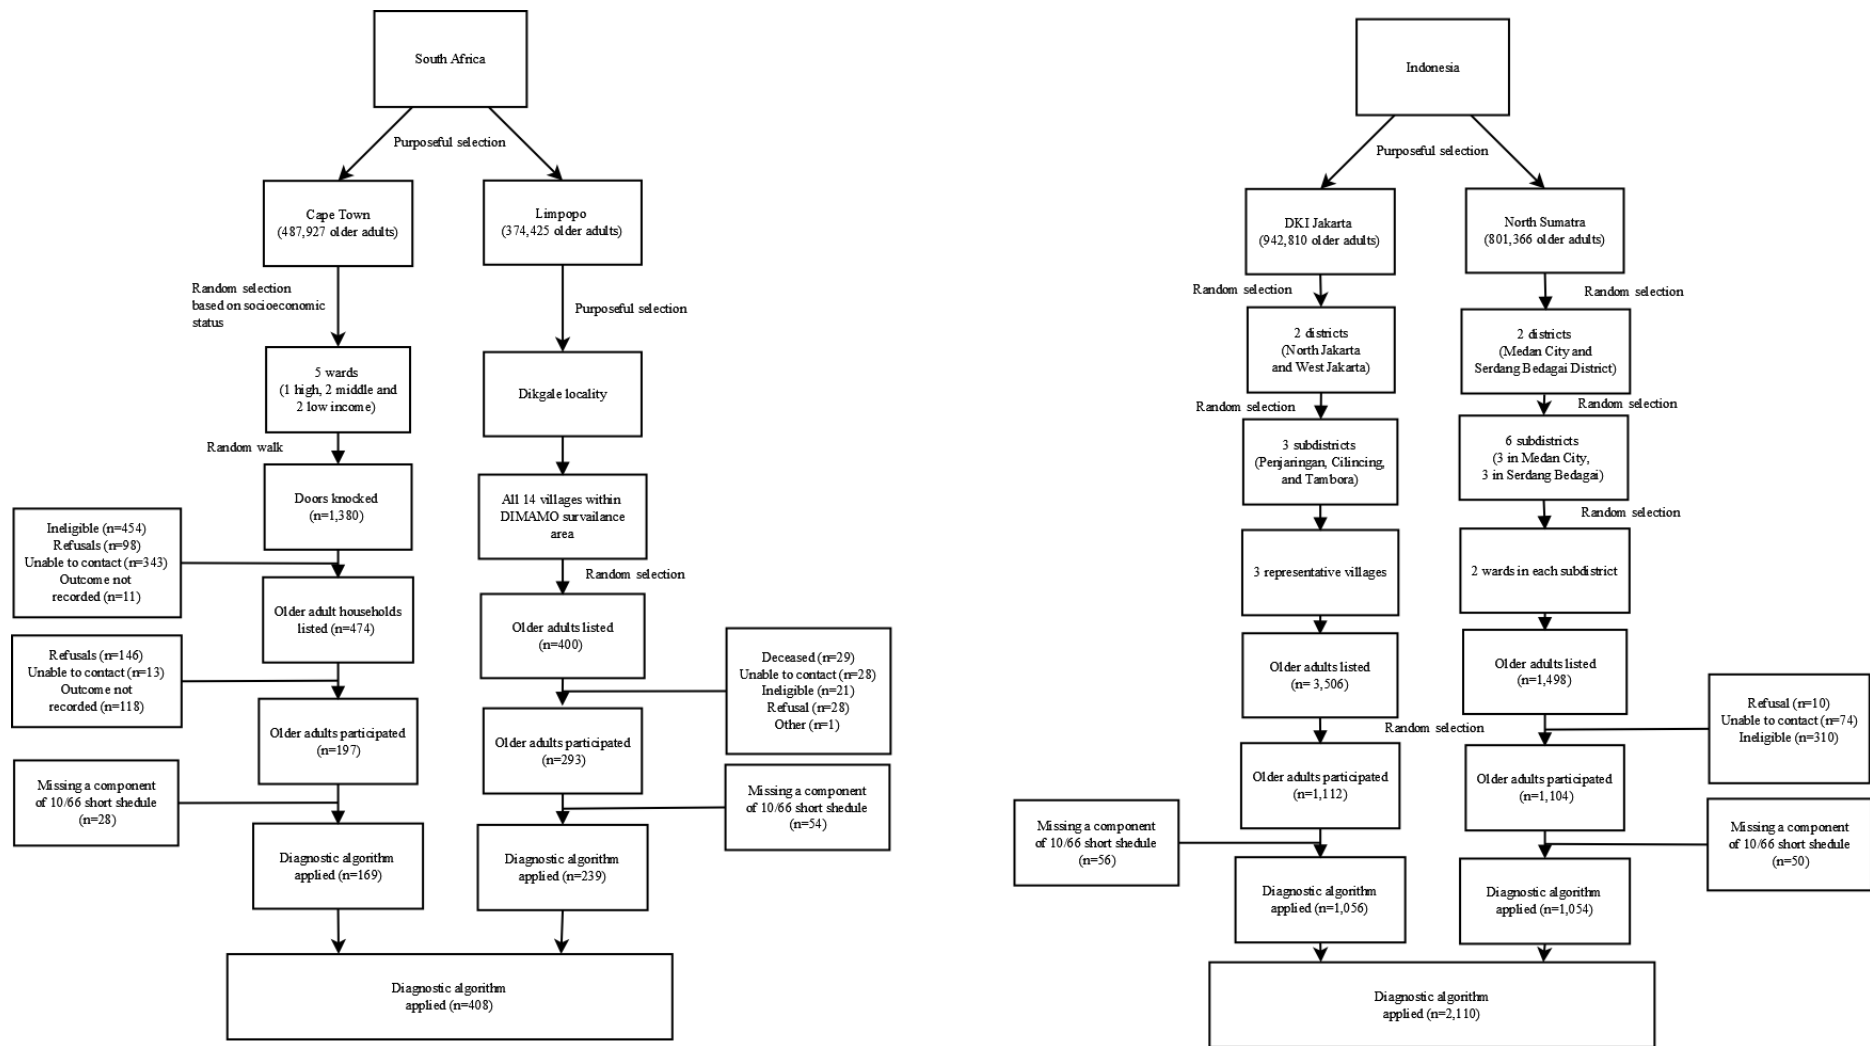 South Africa
Purposeful selection
Cape Town
(487,927 older adults)
Limpopo
(374,425 older adults)
Random selection
based on socioeconomic
status
Purposeful selection
5 wards
(1 high, 2 middle and
2 low income)
Dikgale locality
Random walk
Doors knocked
(n=1,380)
All 14 villages within
DIMAMO survailance
area
Ineligible (n=454)
Refusals (n=98)
Unable to contact (n=343)
Outcome not
recorded (n=11)
Random selection
Older adult households
listed (n=474)
Older adults listed
(n=400)
Refusals (n=146)
Unable to contact (n=13)
Outcome not
recorded (n=118)
Deceased (n=29)
Unable to contact (n=28)
Ineligible (n=21)
Refusal (n=28)
Other (n=1)
Older adults participated
(n=197)
Older adults participated
(n=293)
Missing a component
of 10/66 short shedule
(n=28)
Missing a component
of 10/66 short shedule
(n=54)
Diagnostic algorithm
applied (n=169)
Diagnostic algorithm
applied (n=239)
Diagnostic algorithm
applied (n=408)
Indonesia
Purposeful selection
DKI Jakarta
(942,810 older adults)
North Sumatra
(801,366 older adults)
Random selection
Random selection
2 districts
(North Jakarta
and West Jakarta)
2 districts
(Medan City and
Serdang Bedagai District)
Random selection
Random selection
3 subdistricts
(Penjaringan, Cilincing,
and Tambora)
6 subdistricts
(3 in Medan City,
3 in Serdang Bedagai)
Random selection
3 representative villages
2 wards in each subdistrict
Older adults listed
(n= 3,506)
Older adults listed
(n=1,498)
Random selection
Refusal (n=10)
Unable to contact (n=74)
Ineligible (n=310)
Older adults participated
(n=1,112)
Older adults participated
(n=1,104)
Missing a component
of 10/66 short shedule
(n=56)
Missing a component
of 10/66 short shedule
(n=50)
Diagnostic algorithm
applied (n=1,056)
Diagnostic algorithm
applied (n=1,054)
Diagnostic algorithm
applied (n=2,110)